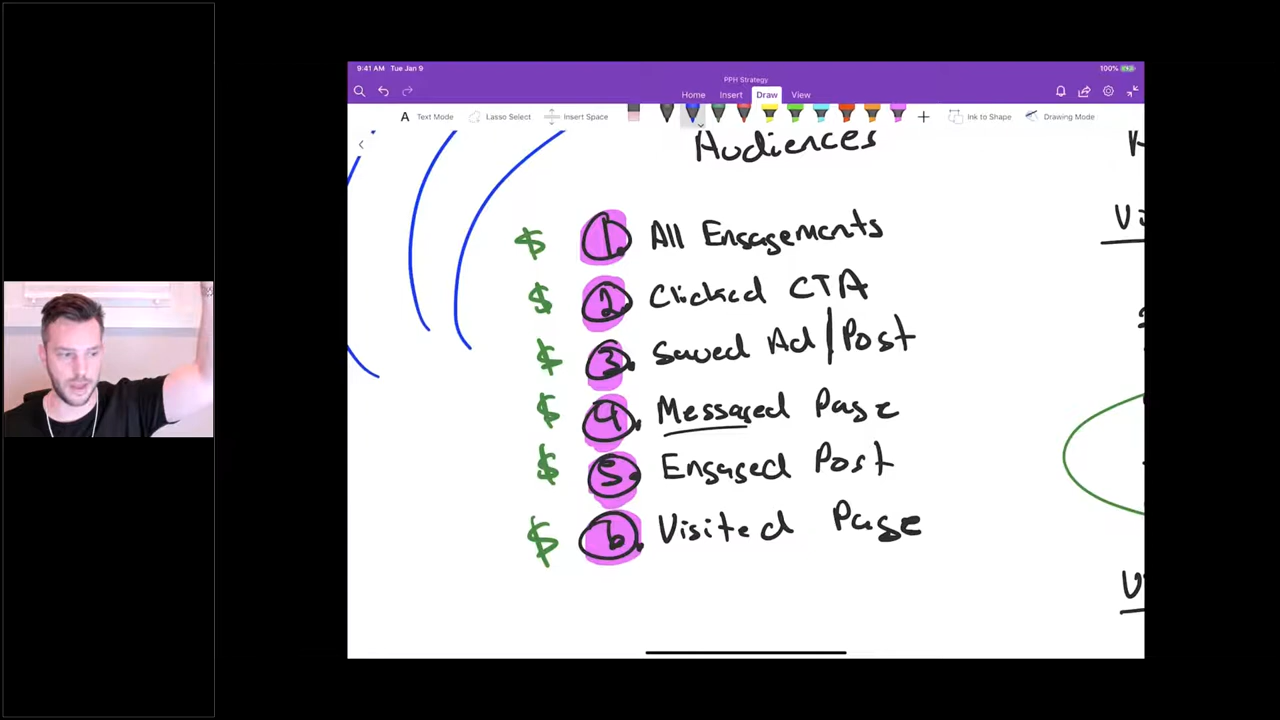 9:41 AM Tue Jan 9
100%
PPH Strategy
Home Insert Draw View
Text Mode Lasso Select Insert Space Ink to Shape Drawing Mode
Audiences
$ 1. All Engagements
$ 2. Clicked CTA
$ 3. Saved Ad/Post
$ 4. Messaged Page
$ 5. Engaged Post
$ 6. Visited Page